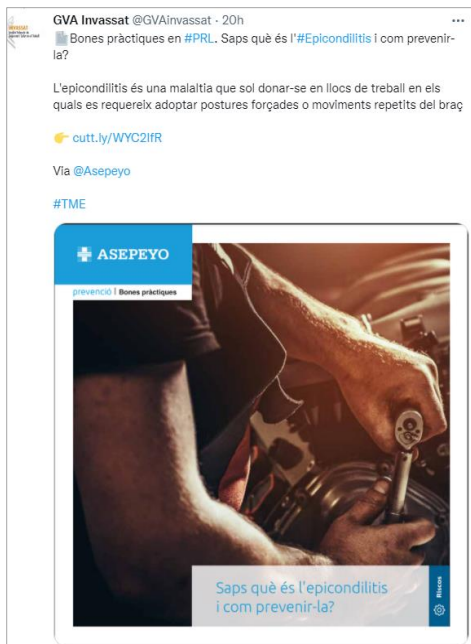 GVA Invassat @GVAinvassat · 20h
Bones pràctiques en #PRL. Saps què és l'#Epicondilitis i com prevenir-
la?
L'epicondilitis és una malaltia que sol donar-se en llocs de treball en els
quals es requereix adoptar postures forçades o moviments repetits del braç
cutt.ly/WYC2IfR
Via @Asepeyo
#TME
ASEPEYO
prevenció | Bones pràctiques
Saps què és l'epicondilitis
i com prevenir-la?
Riscos